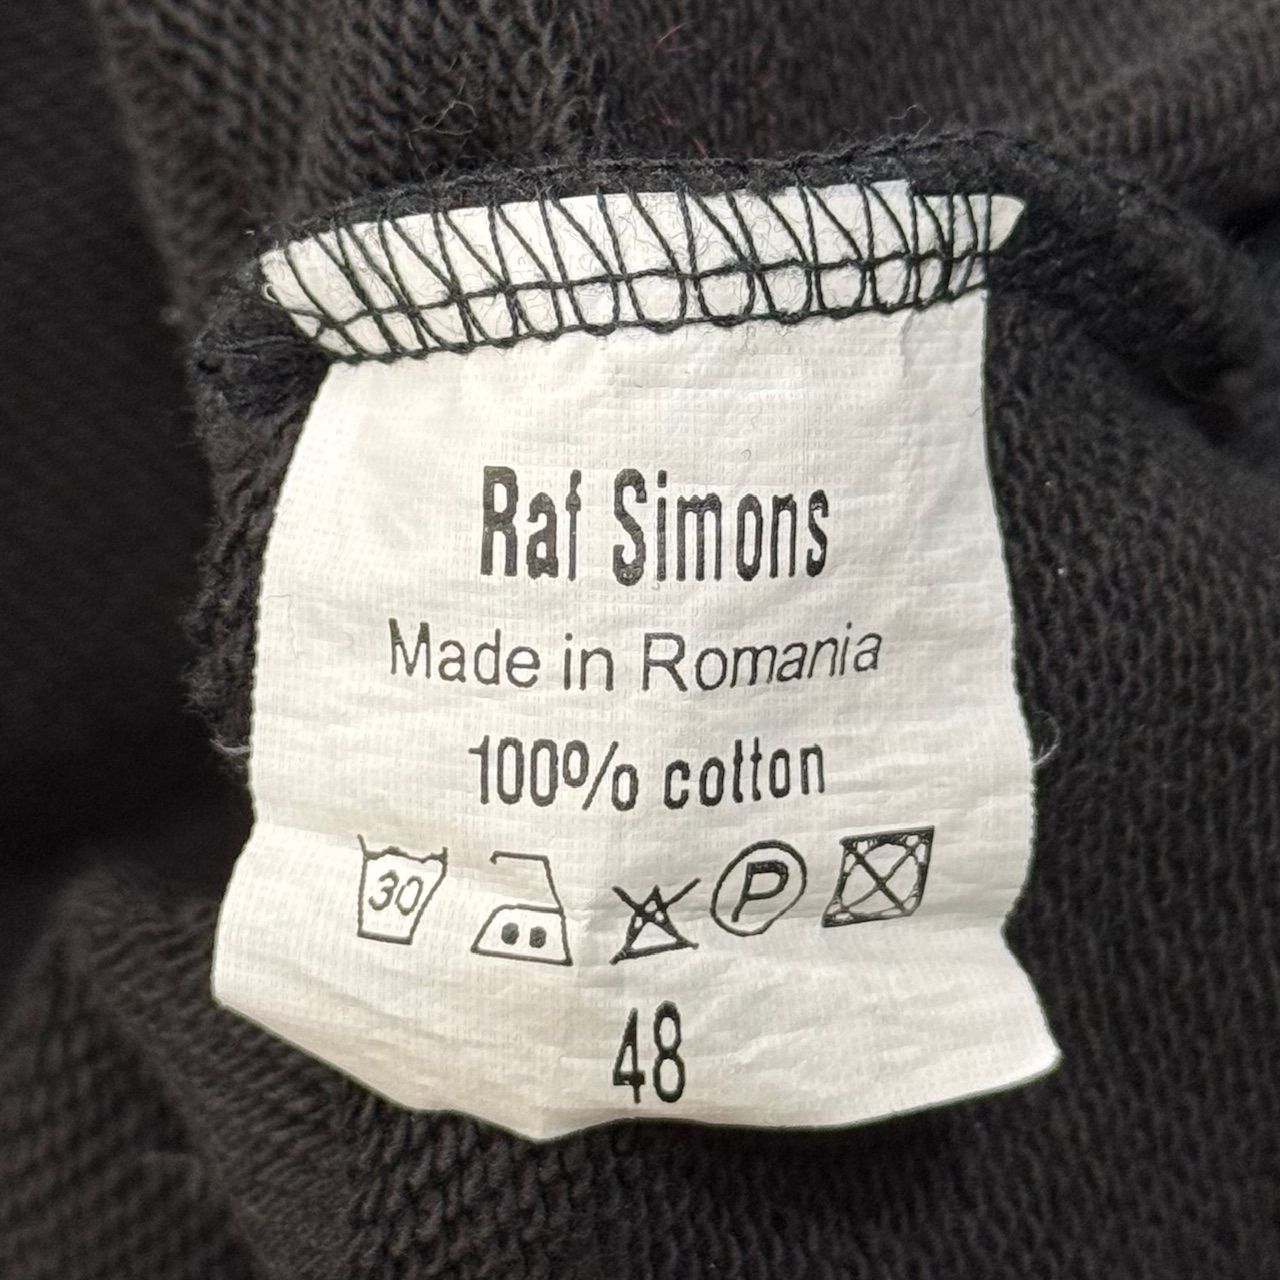 Raf Simons
Made in Romania
100% cotton
30 P
48